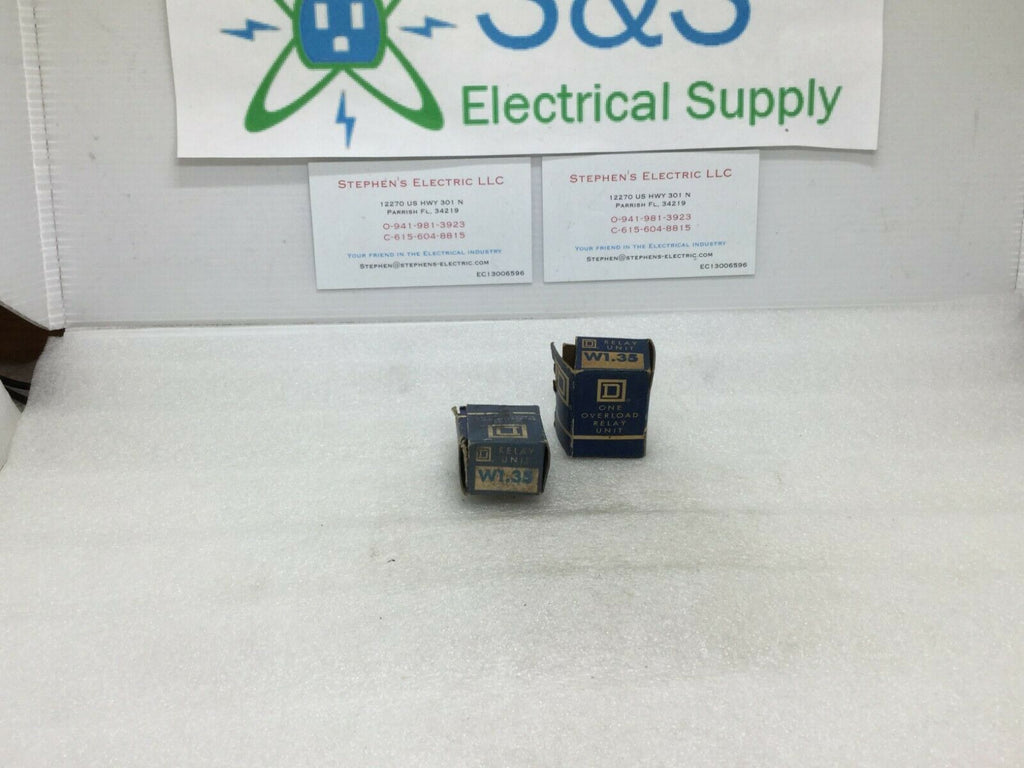 S&S
Electrical Supply
STEPHEN'S ELECTRIC LLC
12270 US HWY 301 N
PARRISH FL, 34219
O-941-981-3923
C-615-604-8815
YOUR FRIEND IN THE ELECTRICAL INDUSTRY
STEPHEN@STEPHENS-ELECTRIC.COM
EC13006596
STEPHEN'S ELECTRIC LLC
12270 US HWY 301 N
PARRISH FL, 34219
O-941-981-3923
C-615-604-8815
YOUR FRIEND IN THE ELECTRICAL INDUSTRY
STEPHEN@STEPHENS-ELECTRIC.COM
EC13006596
D RELAY
UNIT
W1.35
D
ONE
OVERLOAD
RELAY
UNIT
D
D RELAY
UNIT
W1.35